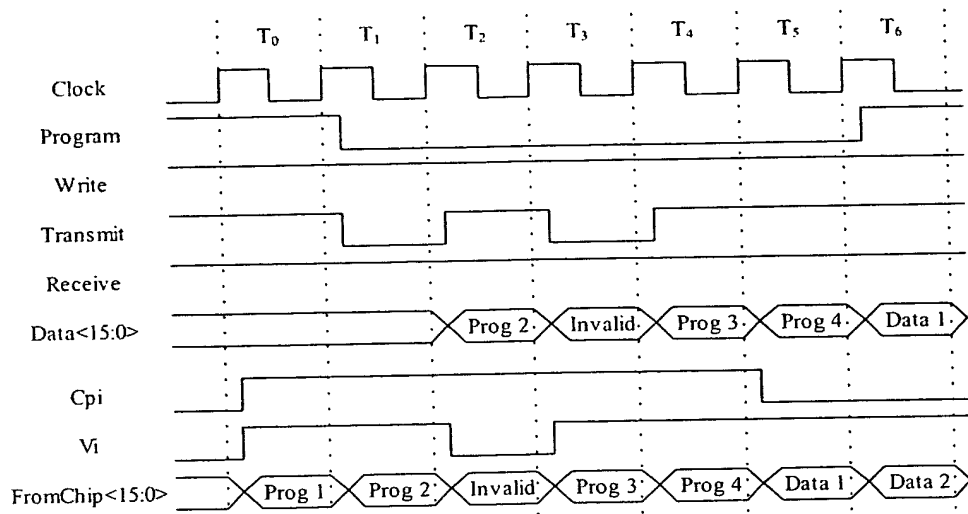 T₀ T₁ T₂ T₃ T₄ T₅ T₆
Clock
Program
Write
Transmit
Receive
Data<15:0> Prog 2 Invalid Prog 3 Prog 4 Data 1
Cpi
Vi
FromChip<15:0> Prog 1 Prog 2 Invalid Prog 3 Prog 4 Data 1 Data 2